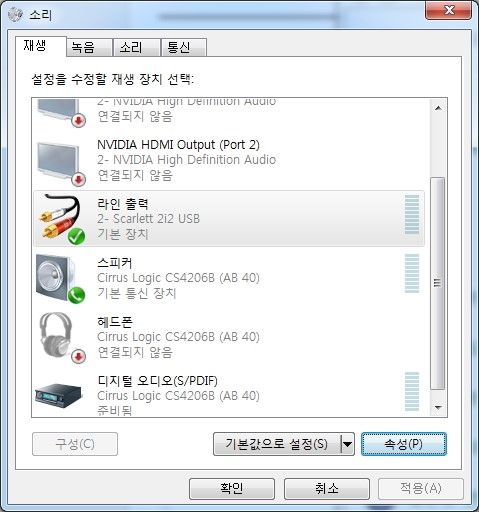 소리
재생
녹음
소리
통신
설정을 수정할 재생 장치 선택:
2- NVIDIA High Definition Audio
연결되지 않음
NVIDIA HDMI Output (Port 2)
2- NVIDIA High Definition Audio
연결되지 않음
라인 출력
2- Scarlett 2i2 USB
기본 장치
스피커
Cirrus Logic CS4206B (AB 40)
기본 통신 장치
헤드폰
Cirrus Logic CS4206B (AB 40)
연결되지 않음
디지털 오디오(S/PDIF)
Cirrus Logic CS4206B (AB 40)
준비됨
구성(C)
기본값으로 설정(S)
속성(P)
확인
취소
적용(A)